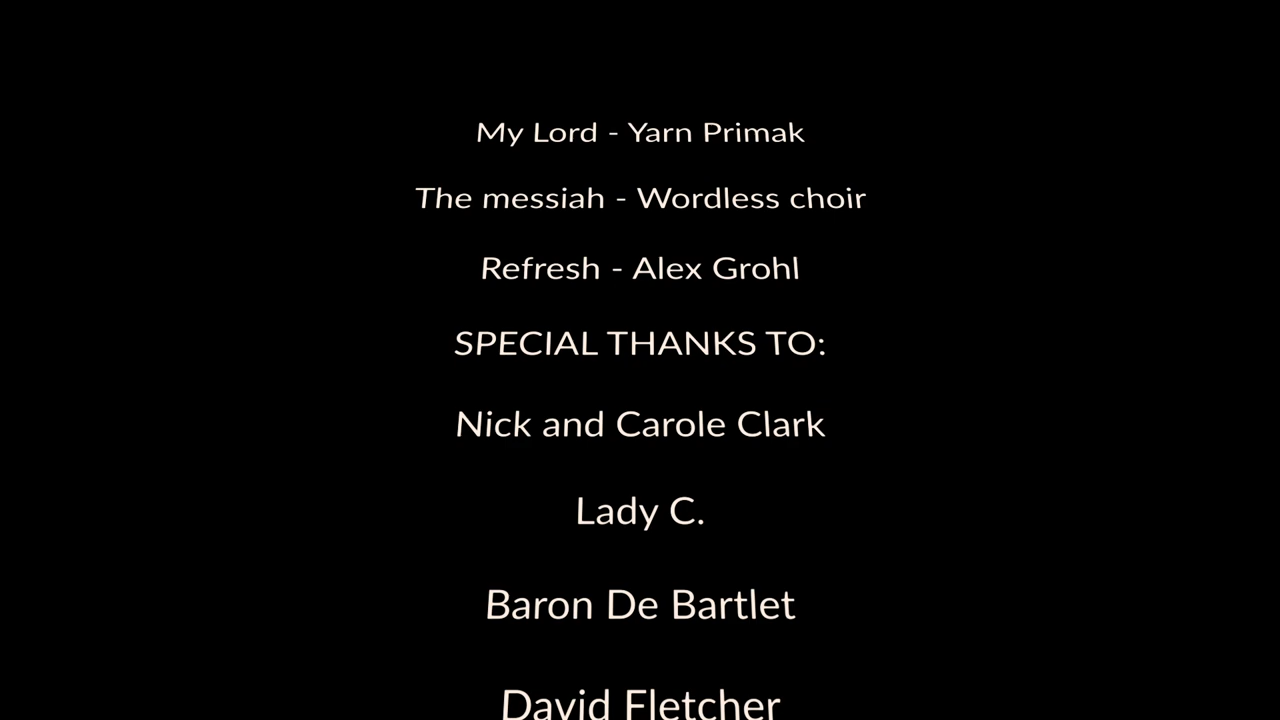 My Lord - Yarn Primak
The messiah - Wordless choir
Refresh - Alex Grohl
SPECIAL THANKS TO:
Nick and Carole Clark
Lady C.
Baron De Bartlet
David Fletcher